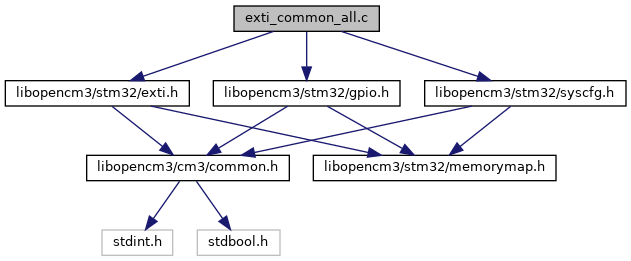 exti_common_all.c
libopencm3/stm32/exti.h
libopencm3/stm32/gpio.h
libopencm3/stm32/syscfg.h
libopencm3/cm3/common.h
libopencm3/stm32/memorymap.h
stdint.h
stdbool.h